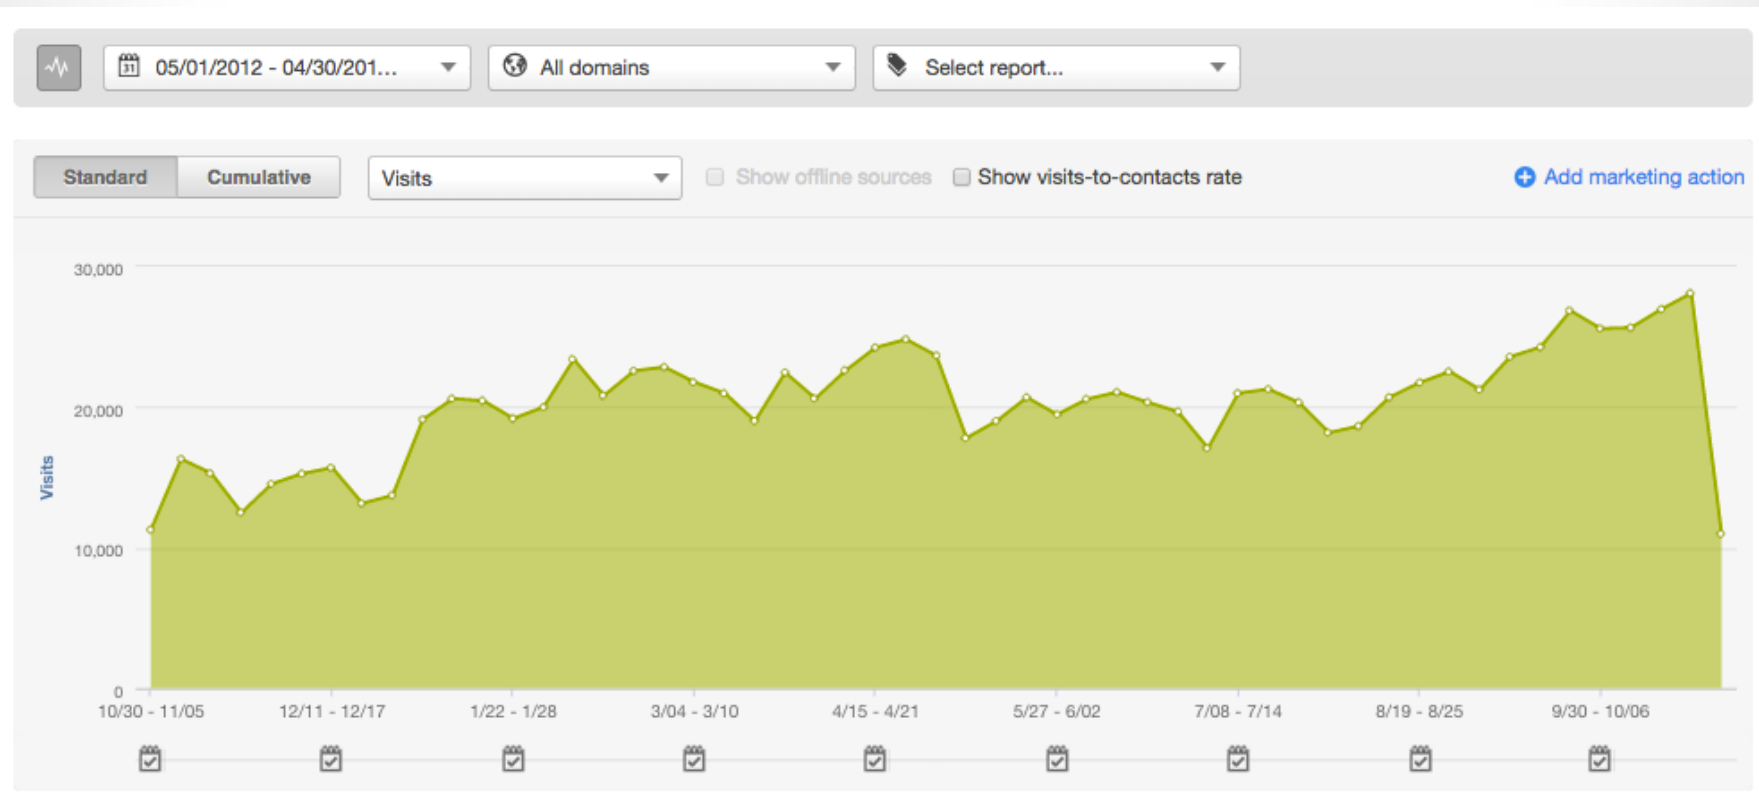 31 05/01/2012 - 04/30/201... All domains Select report...
Standard Cumulative Visits Show offline sources Show visits-to-contacts rate Add marketing action
30,000
20,000
Visits
10,000
0
10/30 - 11/05 12/11 - 12/17 1/22 - 1/28 3/04 - 3/10 4/15 - 4/21 5/27 - 6/02 7/08 - 7/14 8/19 - 8/25 9/30 - 10/06